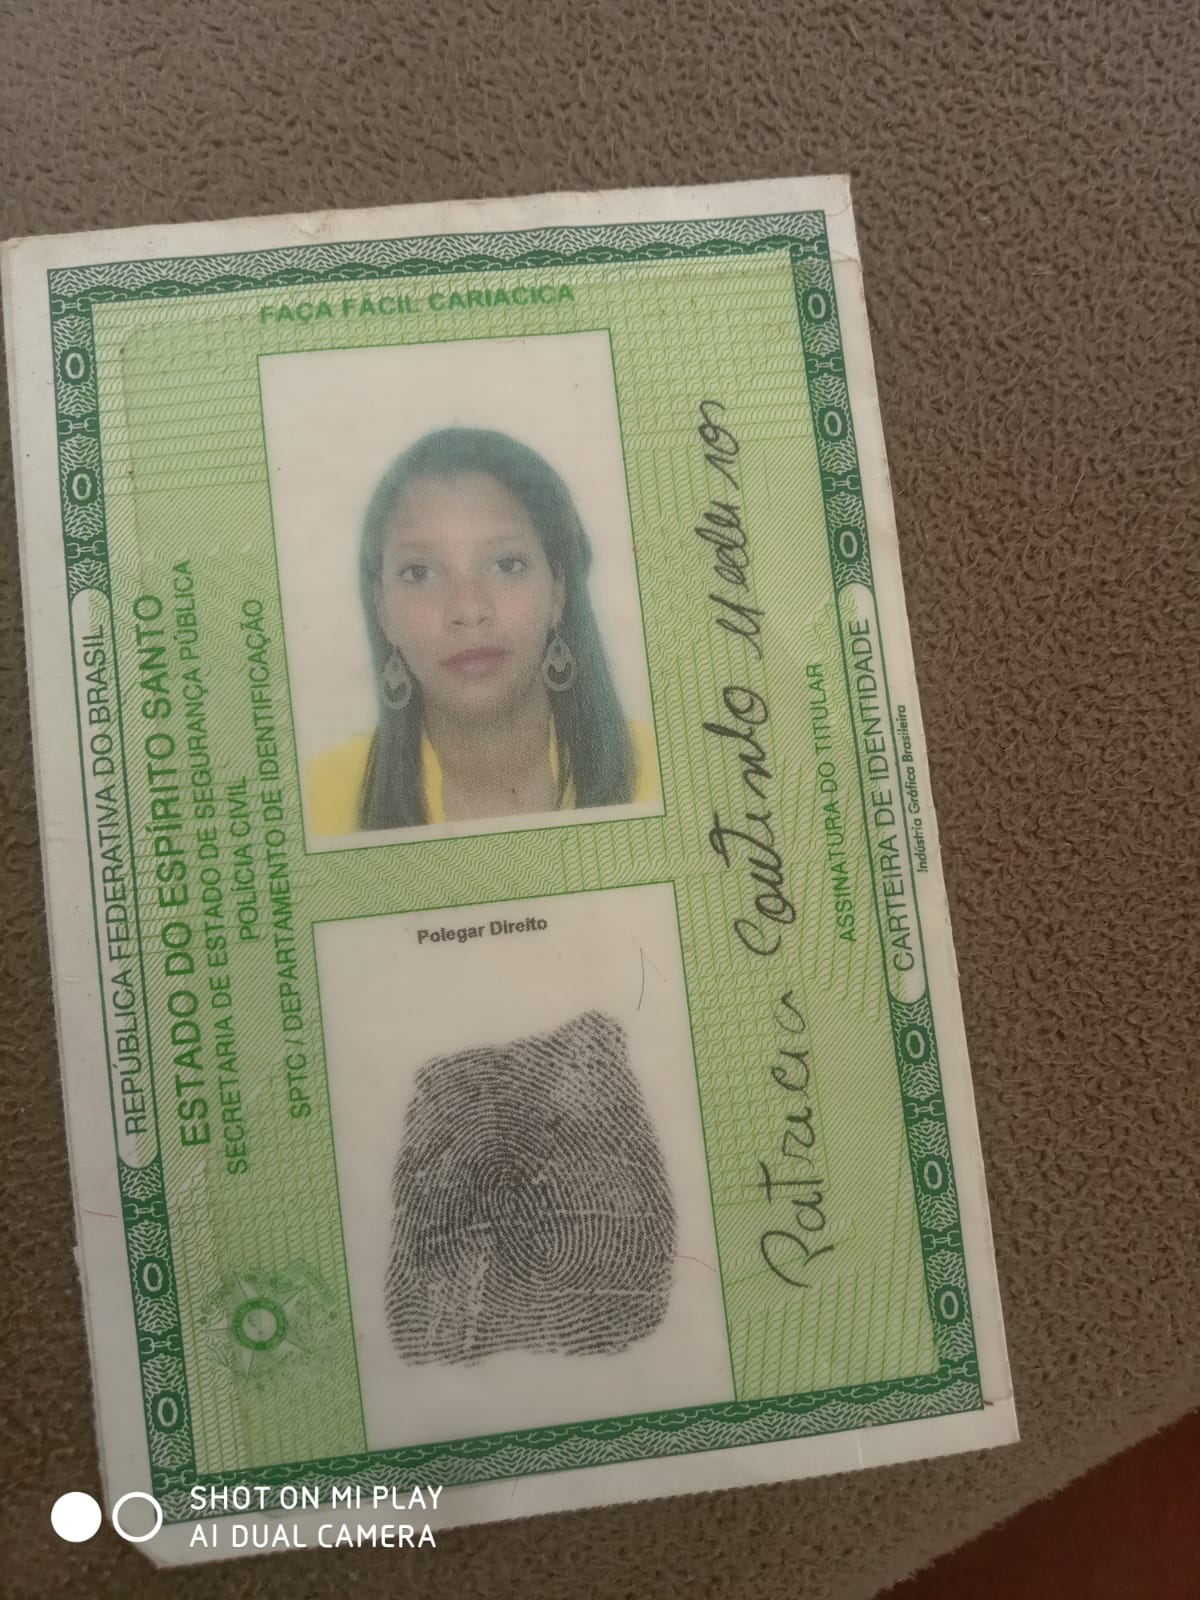 REPÚBLICA FEDERATIVA DO BRASIL
ESTADO DO ESPÍRITO SANTO
SECRETARIA DE ESTADO DE SEGURANÇA PÚBLICA
POLÍCIA CIVIL
SPTC / DEPARTAMENTO DE IDENTIFICAÇÃO
FAÇA FÁCIL CARIACICA
Polegar Direito
Patricia Coutinho Medeiros
ASSINATURA DO TITULAR
CARTEIRA DE IDENTIDADE
Indústria Gráfica Brasileira
SHOT ON MI PLAY
AI DUAL CAMERA